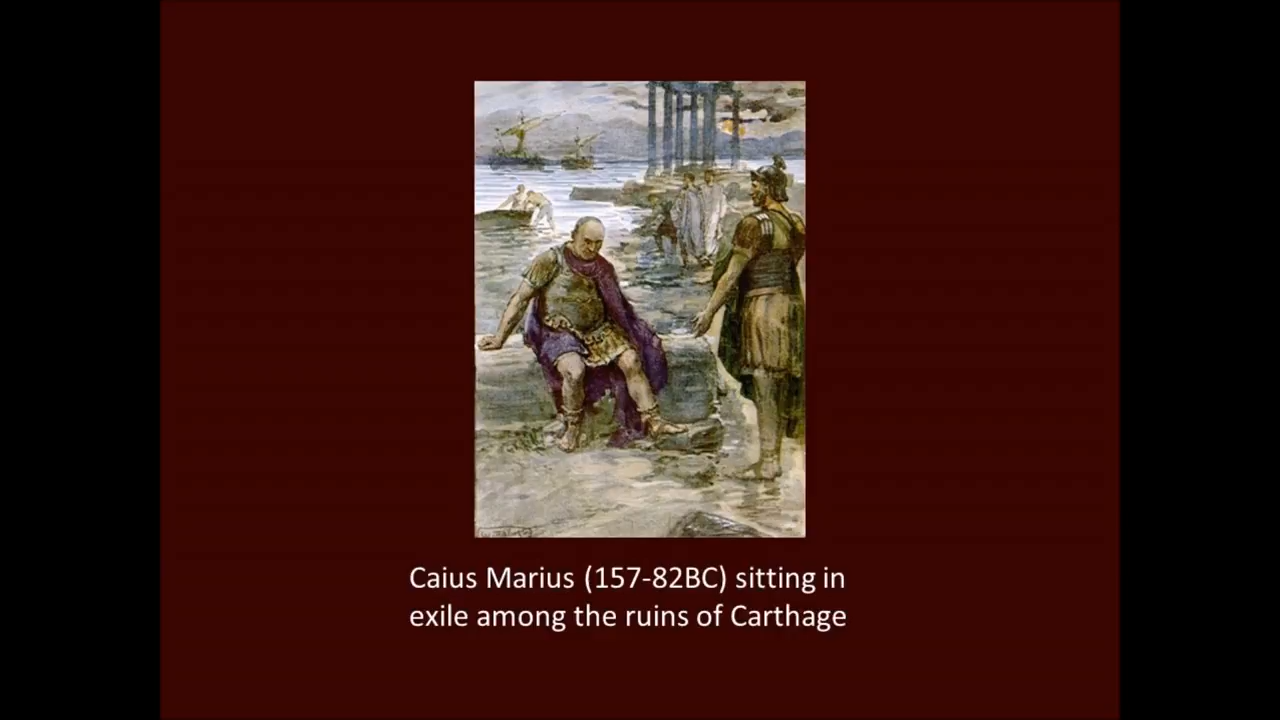 Caius Marius (157-82BC) sitting in
exile among the ruins of Carthage